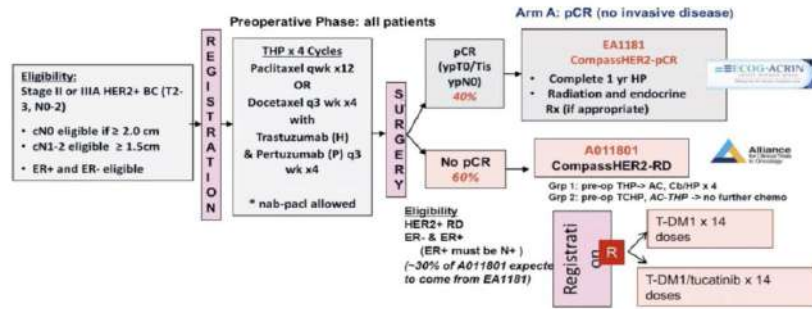 Preoperative Phase: all patients
Arm A: pCR (no invasive disease)
Eligibility:
Stage II or IIIA HER2+ BC (T2-
3, N0-2)
• cN0 eligible if ≥ 2.0 cm
• cN1-2 eligible ≥ 1.5cm
• ER+ and ER- eligible
REGISTRATION
THP x 4 Cycles
Paclitaxel qwk x12
OR
Docetaxel q3 wk x4
with
Trastuzumab (H)
& Pertuzumab (P) q3
wk x4
* nab-pacl allowed
SURGERY
pCR
(ypT0/Tis
ypN0)
40%
EA1181
CompassHER2-pCR
• Complete 1 yr HP
• Radiation and endocrine
Rx (if appropriate)
ECOG-ACRIN
No pCR
60%
A011801
CompassHER2-RD
Alliance
for Clinical Trials
in Oncology
Grp 1: pre-op THP-> AC, Cb/HP x 4
Grp 2: pre-op TCHP, AC-THP -> no further chemo
Eligibility
HER2+ RD
ER- & ER+
(ER+ must be N+ )
(~30% of A011801 expecte
to come from EA1181)
Registrati
on
R
T-DM1 x 14
doses
T-DM1/tucatinib x 14
doses